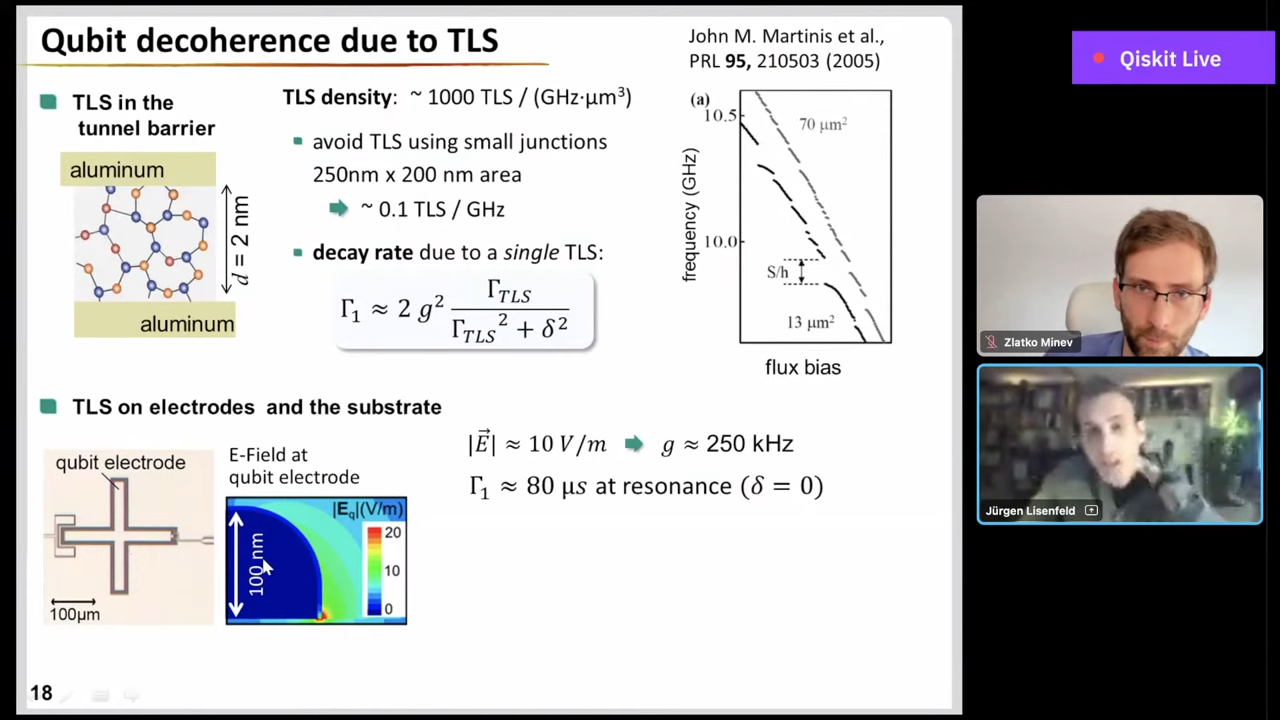 Qubit decoherence due to TLS
John M. Martinis et al.,
PRL 95, 210503 (2005)
Qiskit Live
TLS in the
tunnel barrier
TLS density: ~ 1000 TLS / (GHz·μm³)
avoid TLS using small junctions
250nm x 200 nm area
~ 0.1 TLS / GHz
decay rate due to a single TLS:
Γ₁ ≈ 2 g² Γ_TLS / (Γ_TLS² + δ²)
aluminum
d = 2 nm
aluminum
(a)
10.5
70 μm²
frequency (GHz)
10.0
S/h
13 μm²
flux bias
Zlatko Minev
TLS on electrodes and the substrate
qubit electrode
100μm
E-Field at
qubit electrode
|E_q|(V/m)
20
10
0
100 nm
|E⃗| ≈ 10 V/m g ≈ 250 kHz
Γ₁ ≈ 80 μs at resonance (δ = 0)
Jürgen Lisenfeld
18